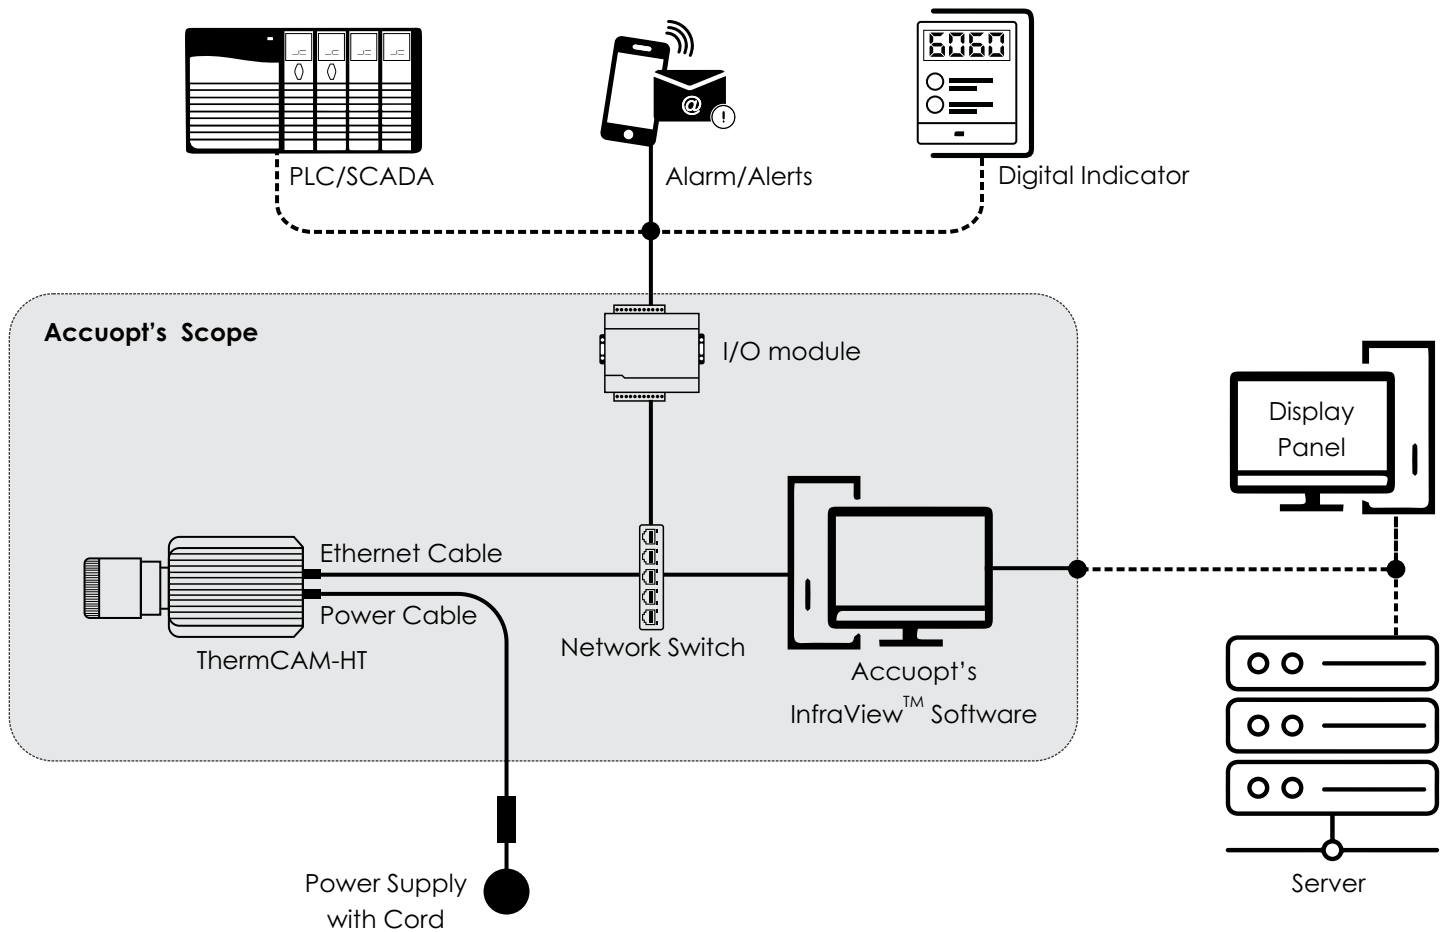 6060
@
!
PLC/SCADA
Alarm/Alerts
Digital Indicator
Accuopt's Scope
I/O module
Display
Panel
Ethernet Cable
Power Cable
ThermCAM-HT
Network Switch
Accuopt's
InfraView™ Software
Power Supply
with Cord
Server